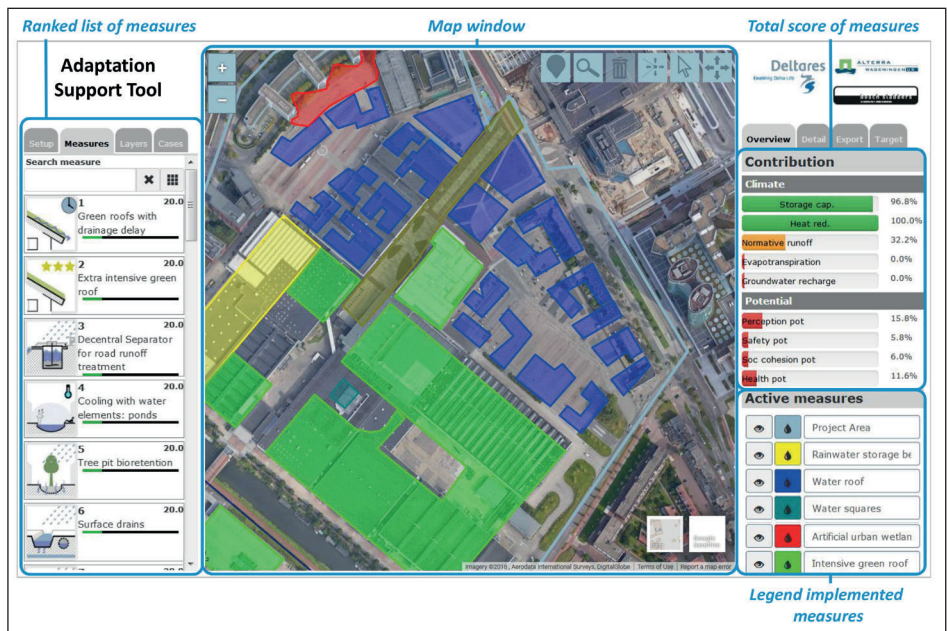 Ranked list of measures
Map window
Total score of measures
Adaptation
Support Tool
Deltares
Enabling Delta Life
ALTERRA
WAGENINGEN UR
Setup
Measures
Layers
Cases
Search measure
1
20.0
Green roofs with
drainage delay
2
20.0
Extra intensive green
roof
3
20.0
Decentral Separator
for road runoff
treatment
4
20.0
Cooling with water
elements: ponds
5
20.0
Tree pit bioretention
6
20.0
Surface drains
20.0
Imagery ©2016, Aerodata International Surveys, DigitalGlobe
Terms of Use
Report a map error
Overview
Detail
Export
Target
Contribution
Climate
Storage cap. 96.8%
Heat red. 100.0%
Normative runoff 32.2%
Evapotranspiration 0.0%
Groundwater recharge 0.0%
Potential
Perception pot 15.8%
Safety pot 5.8%
Soc cohesion pot 6.0%
Health pot 11.6%
Active measures
Project Area
Rainwater storage be
Water roof
Water squares
Artificial urban wetlan
Intensive green roof
Legend implemented
measures